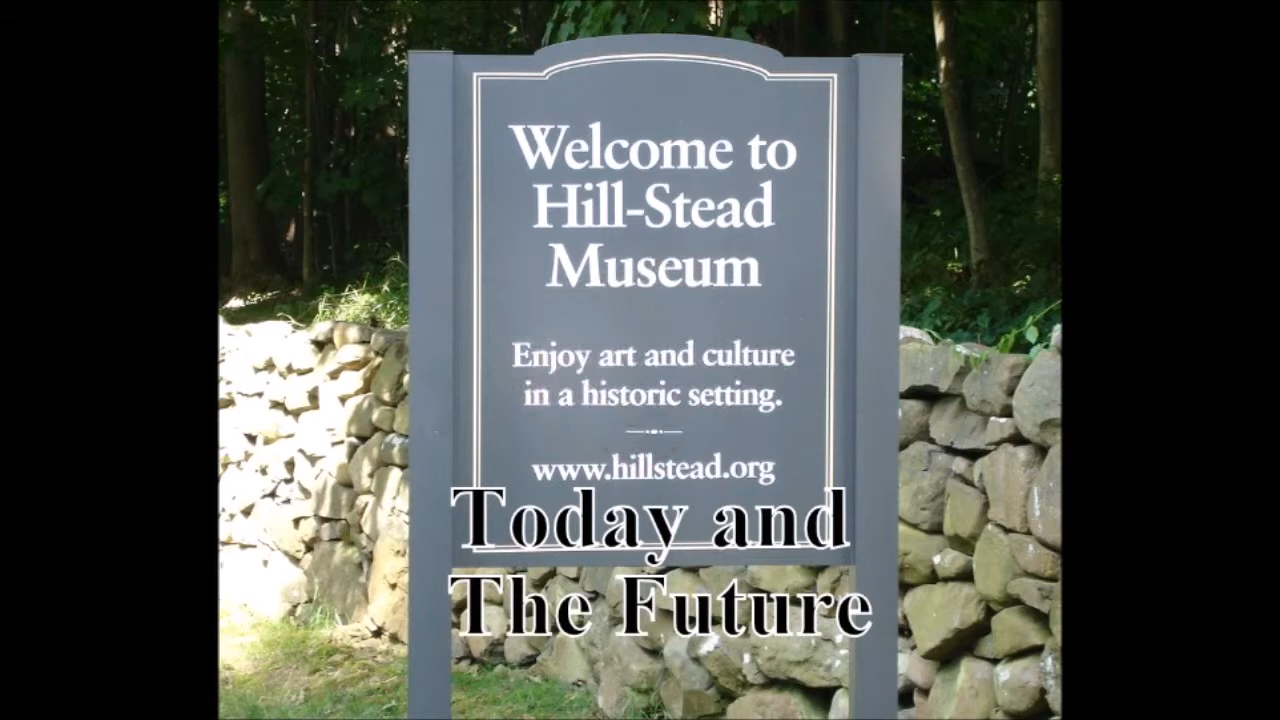 Welcome to
Hill-Stead
Museum
Enjoy art and culture
in a historic setting.
www.hillstead.org
Today and
The Future